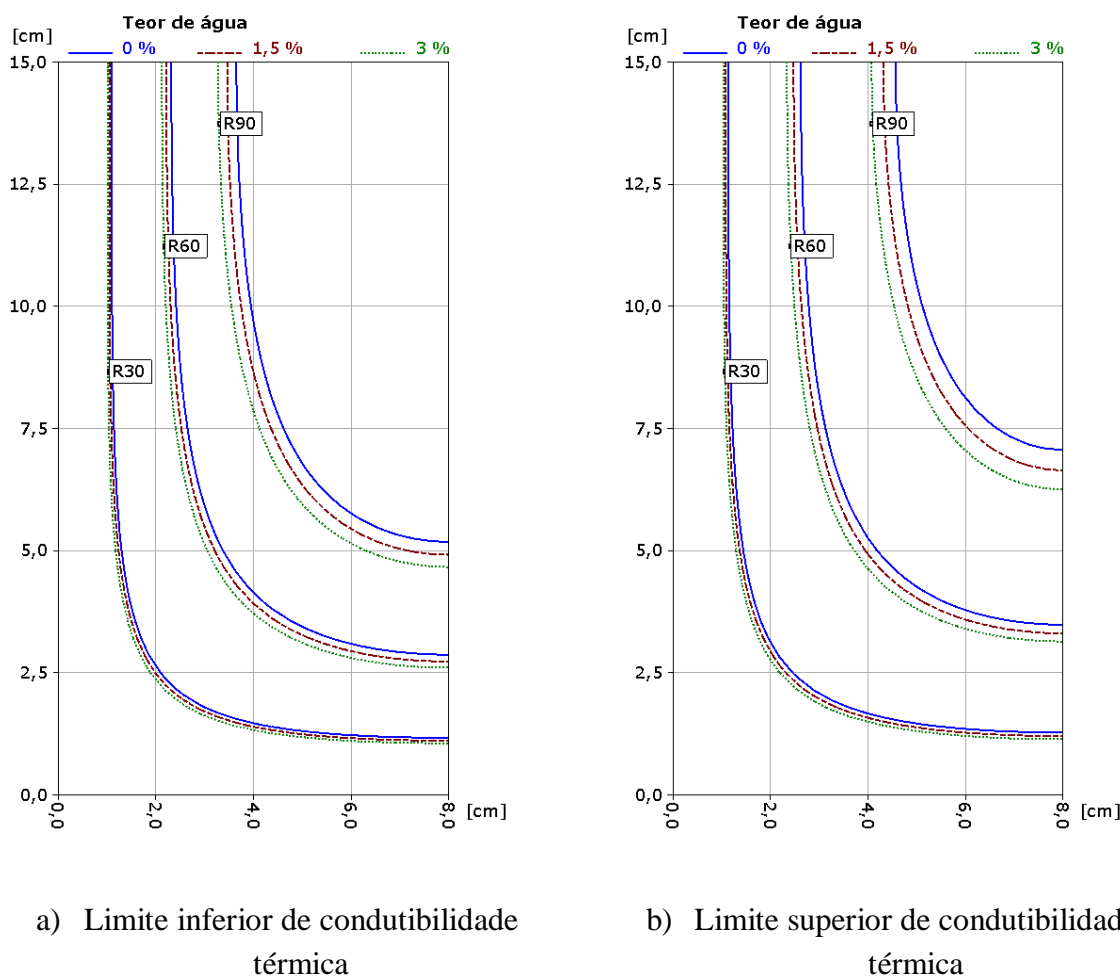 Teor de água
[cm]
0 % 1,5 % 3 %
15,0
R90
12,5
R60
10,0
R30
7,5
5,0
2,5
0,0
0,0 2,0 4,0 6,0 8,0 [cm]
a) Limite inferior de condutibilidade
térmica
Teor de água
[cm]
0 % 1,5 % 3 %
15,0
R90
12,5
R60
10,0
R30
7,5
5,0
2,5
0,0
0,0 2,0 4,0 6,0 8,0 [cm]
b) Limite superior de condutibilidad
térmica